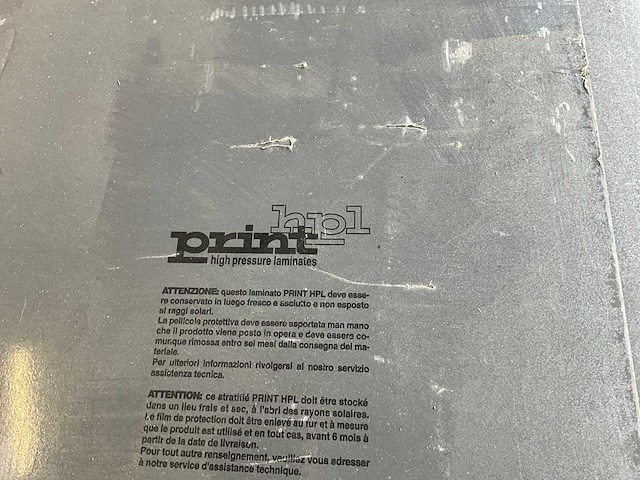 hpl
print
high pressure laminates
ATTENZIONE: questo laminato PRINT HPL deve esse-
re conservato in luogo fresco e asciutto e non esposto
ai raggi solari.
La pellicola protettiva deve essere asportata man mano
che il prodotto viene posto in opera e deve essere co-
munque rimossa entro sei mesi dalla consegna del ma-
teriale.
Per ulteriori informazioni rivolgersi al nostro servizio
assistenza tecnica.
ATTENTION: ce stratifié PRINT HPL doit être stocké
dans un lieu frais et sec, à l'abri des rayons solaires.
Le film de protection doit être enlevé au fur et à mesure
que le produit est utilisé et en tout cas, avant 6 mois à
partir de la date de livraison.
Pour tout autre renseignement, veuillez vous adresser
à notre service d'assistance technique.